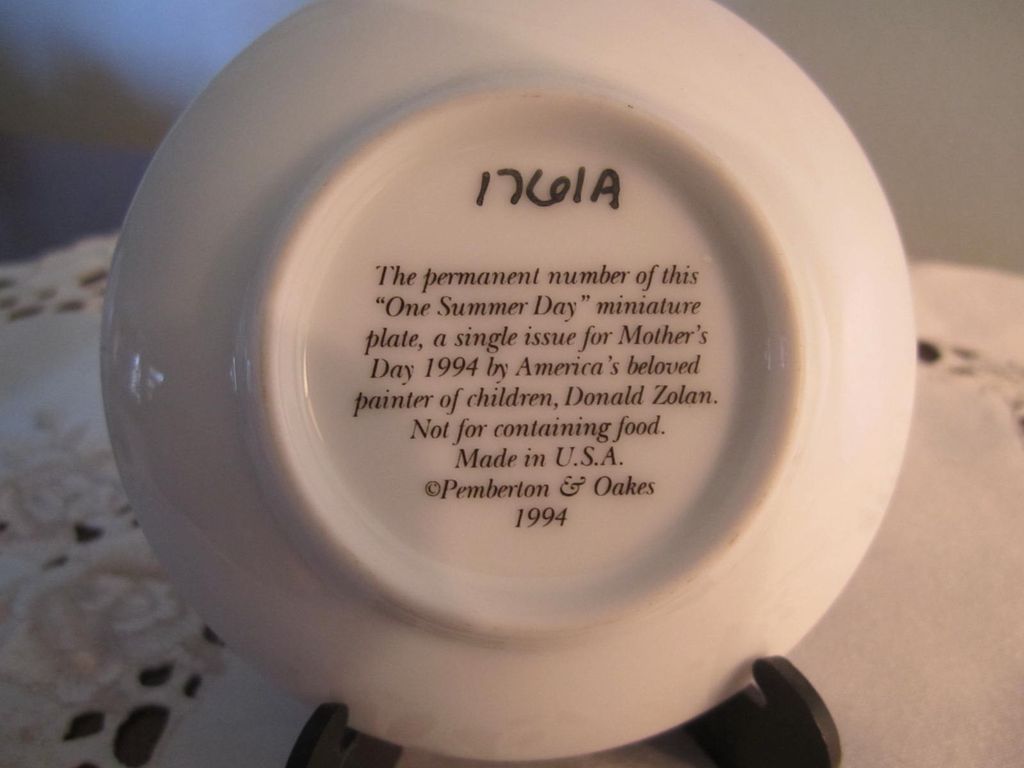 1761A
The permanent number of this
“One Summer Day” miniature
plate, a single issue for Mother's
Day 1994 by America's beloved
painter of children, Donald Zolan.
Not for containing food.
Made in U.S.A.
©Pemberton & Oakes
1994